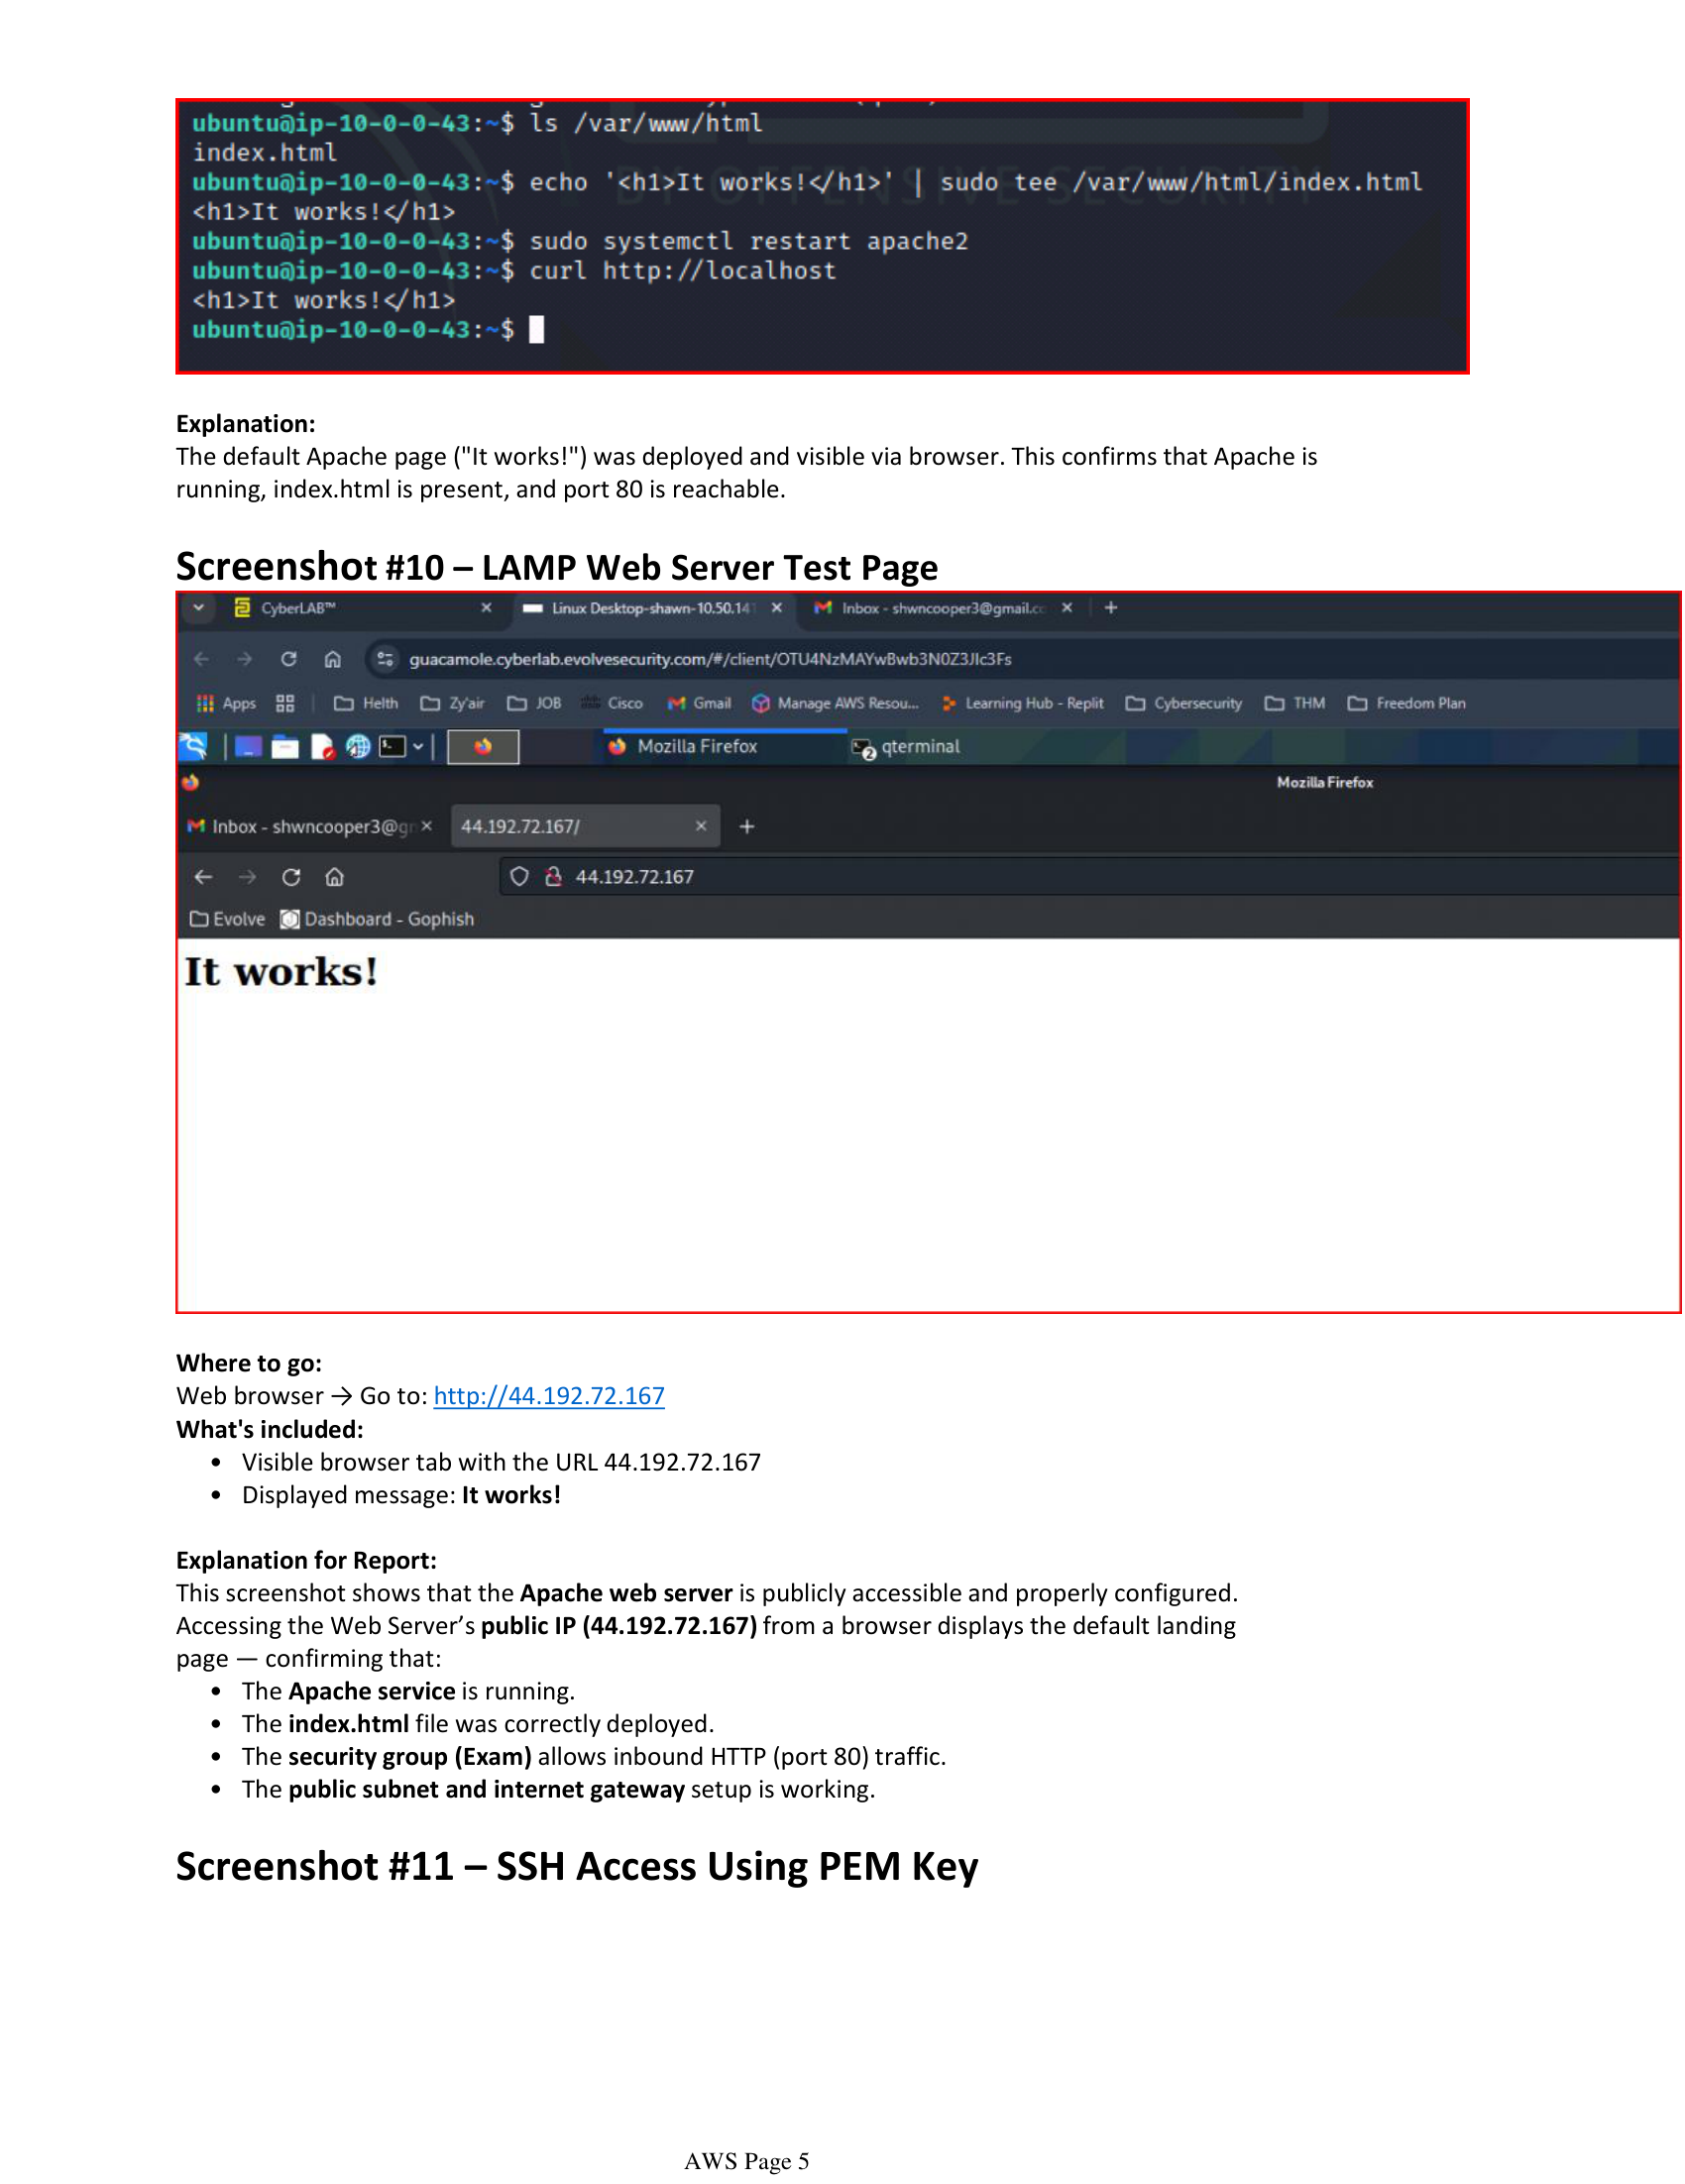 ubuntu@ip-10-0-0-43:~$ ls /var/www/html
index.html
ubuntu@ip-10-0-0-43:~$ echo '<h1>It works!</h1>' | sudo tee /var/www/html/index.html
BY OFFENSIVE SECURITY
<h1>It works!</h1>
ubuntu@ip-10-0-0-43:~$ sudo systemctl restart apache2
ubuntu@ip-10-0-0-43:~$ curl http://localhost
<h1>It works!</h1>
ubuntu@ip-10-0-0-43:~$
Explanation:
The default Apache page ("It works!") was deployed and visible via browser. This confirms that Apache is
running, index.html is present, and port 80 is reachable.
Screenshot #10 – LAMP Web Server Test Page
CyberLAB™ Linux Desktop-shawn-10.50.14 Inbox - shwncooper3@gmail.c
guacamole.cyberlab.evolvesecurity.com/#/client/OTU4NzMAYwBwb3N0Z3Jlc3Fs
Apps Helth Zy'air JOB Cisco Gmail Manage AWS Resou... Learning Hub - Replit Cybersecurity THM Freedom Plan
Mozilla Firefox 2 qterminal
Mozilla Firefox
Inbox - shwncooper3@g 44.192.72.167/
44.192.72.167
Evolve Dashboard - Gophish
It works!
Where to go:
Web browser → Go to: http://44.192.72.167
What's included:
• Visible browser tab with the URL 44.192.72.167
• Displayed message: It works!
Explanation for Report:
This screenshot shows that the Apache web server is publicly accessible and properly configured.
Accessing the Web Server’s public IP (44.192.72.167) from a browser displays the default landing
page — confirming that:
• The Apache service is running.
• The index.html file was correctly deployed.
• The security group (Exam) allows inbound HTTP (port 80) traffic.
• The public subnet and internet gateway setup is working.
Screenshot #11 – SSH Access Using PEM Key
AWS Page 5